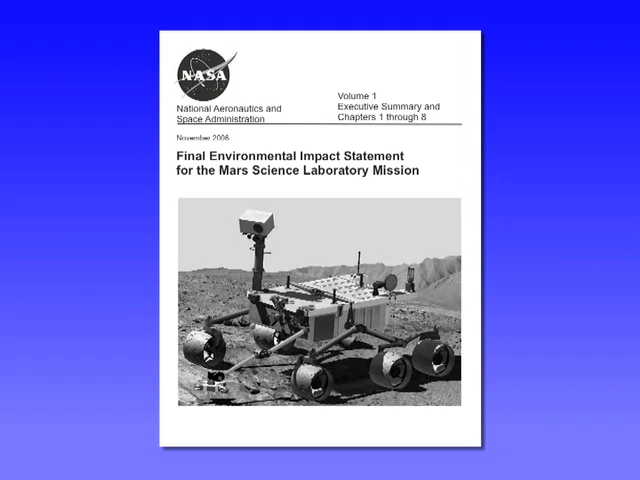 NASA
National Aeronautics and
Space Administration
Volume 1
Executive Summary and
Chapters 1 through 8
November 2006
Final Environmental Impact Statement
for the Mars Science Laboratory Mission